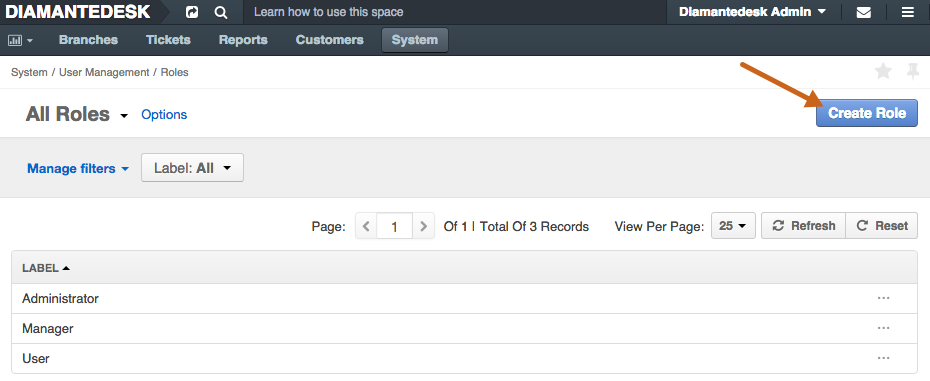 DIAMANTEDESK Learn how to use this space Diamantedesk Admin
Branches Tickets Reports Customers System
System / User Management / Roles
All Roles Options Create Role
Manage filters Label: All
Page: 1 Of 1 | Total Of 3 Records View Per Page: 25 Refresh Reset
LABEL
Administrator ...
Manager ...
User ...